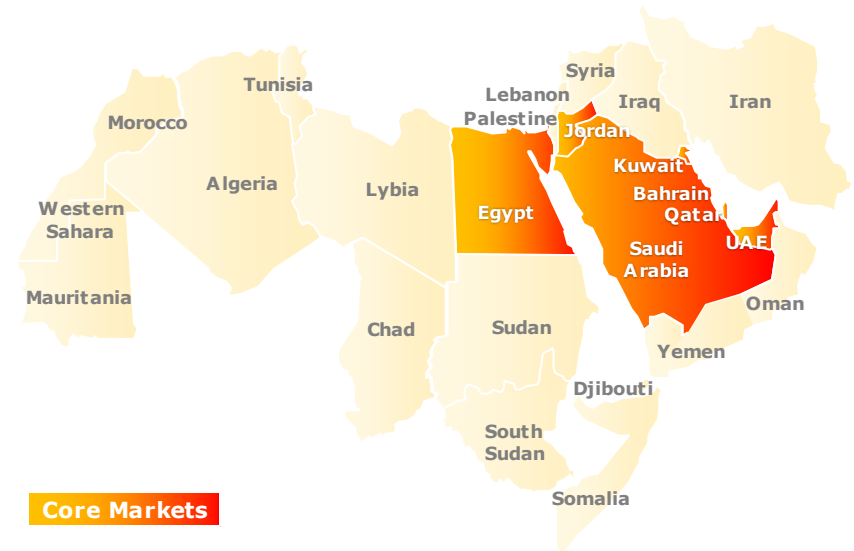 Syria
Tunisia
Lebanon
Iraq
Iran
Palestine
Morocco
Jordan
Kuwait
Algeria
Lybia
Bahrain
Western
Sahara
Egypt
Qatar
UAE
Saudi
Arabia
Mauritania
Oman
Chad
Sudan
Yemen
Djibouti
South
Sudan
Somalia
Core Markets